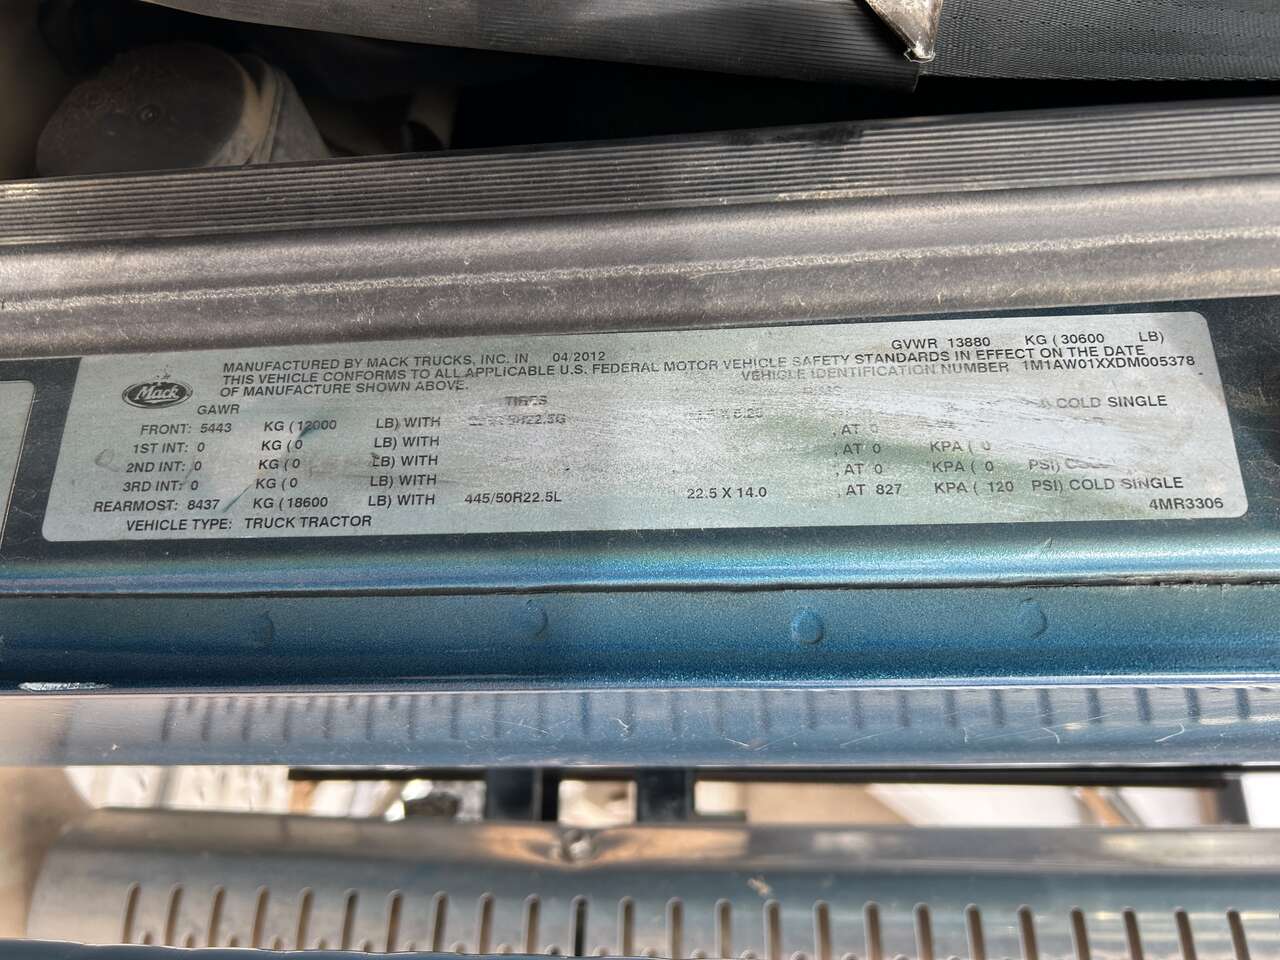 MANUFACTURED BY MACK TRUCKS, INC. IN 04/2012 GVWR 13880 KG ( 30600 LB)
THIS VEHICLE CONFORMS TO ALL APPLICABLE U.S. FEDERAL MOTOR VEHICLE SAFETY STANDARDS IN EFFECT ON THE DATE
OF MANUFACTURE SHOWN ABOVE. VEHICLE IDENTIFICATION NUMBER 1M1AW01XXDM005378
Mack
GAWR TIRES
FRONT: 5443 KG ( 12000 LB) WITH , AT COLD SINGLE
1ST INT: 0 KG ( 0 LB) WITH , AT 0
2ND INT: 0 KG ( 0 LB) WITH , AT 0 KPA ( 0
3RD INT: 0 KG ( 0 LB) WITH , AT 0 KPA ( 0 PSI)
REARMOST: 8437 KG ( 18600 LB) WITH 445/50R22.5L 22.5 X 14.0 , AT 827 KPA ( 120 PSI) COLD SINGLE
VEHICLE TYPE: TRUCK TRACTOR 4MR3306